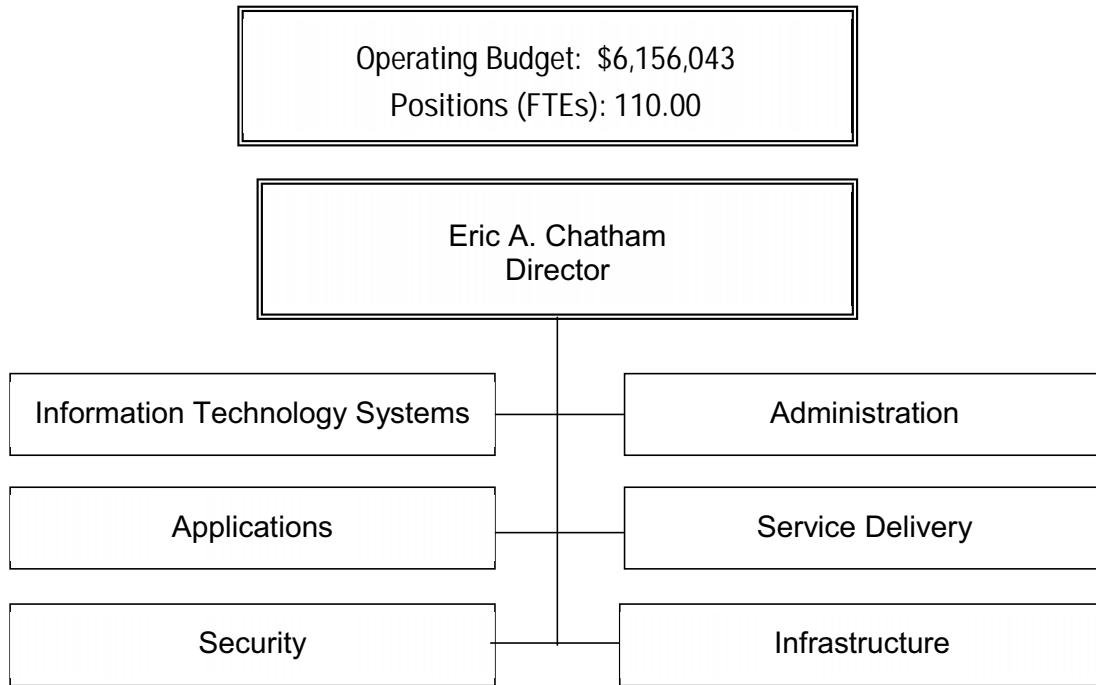 Operating Budget: $6,156,043
Positions (FTEs): 110.00
Eric A. Chatham
Director
Information Technology Systems
Administration
Applications
Service Delivery
Security
Infrastructure